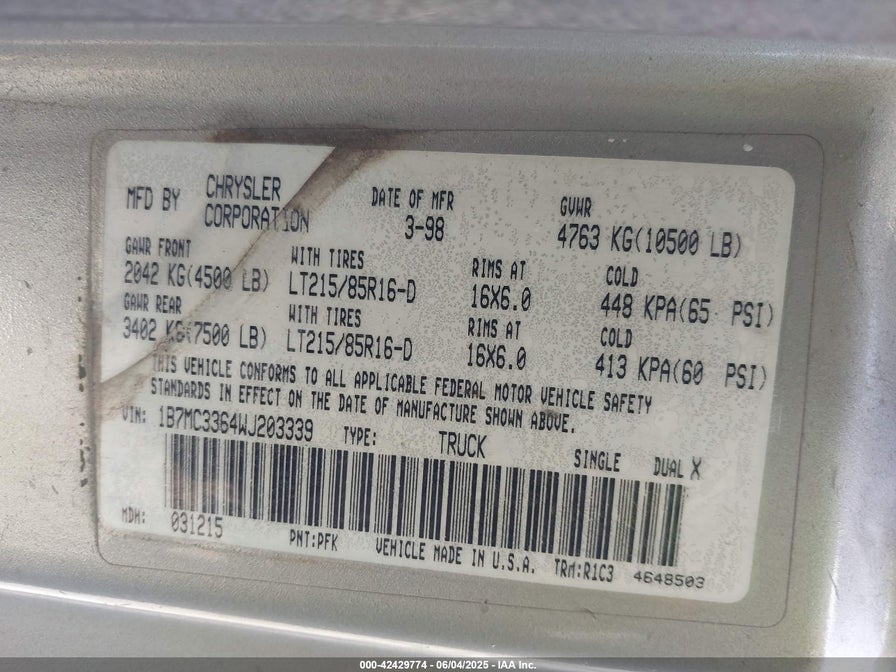 MFD BY CHRYSLER CORPORATION DATE OF MFR 3-98 GVWR 4763 KG(10500 LB)
GAWR FRONT WITH TIRES RIMS AT COLD
2042 KG(4500 LB) LT215/85R16-D 16X6.0 448 KPA(65 PSI)
GAWR REAR WITH TIRES RIMS AT COLD
3402 KG(7500 LB) LT215/85R16-D 16X6.0 413 KPA(60 PSI)
THIS VEHICLE CONFORMS TO ALL APPLICABLE FEDERAL MOTOR VEHICLE SAFETY
STANDARDS IN EFFECT ON THE DATE OF MANUFACTURE SHOWN ABOVE.
VIN: 1B7MC3364WJ203339 TYPE: TRUCK SINGLE DUAL X
MDH: 031215 PNT:PFK VEHICLE MADE IN U.S.A. TRM:R1C3 4648503
000-42429774 - 06/04/2025 - IAA Inc.